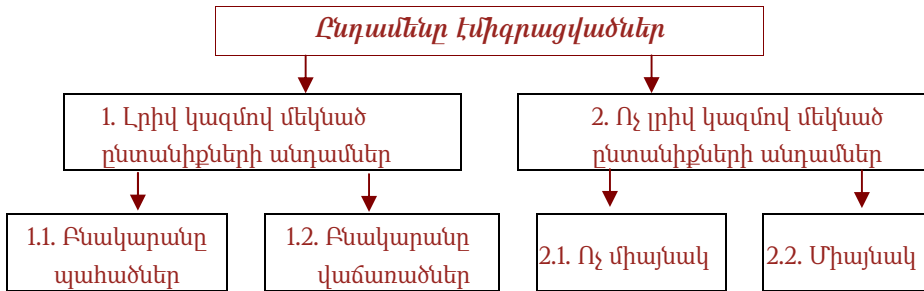 Ընդամենը էմիգրացվածներ
1. Լրիվ կազմով մեկնած
ընտանիքների անդամներ
2. Ոչ լրիվ կազմով մեկնած
ընտանիքների անդամներ
1.1. Բնակարանը
պահածներ
1.2. Բնակարանը
վաճառածներ
2.1. Ոչ միայնակ
2.2. Միայնակ